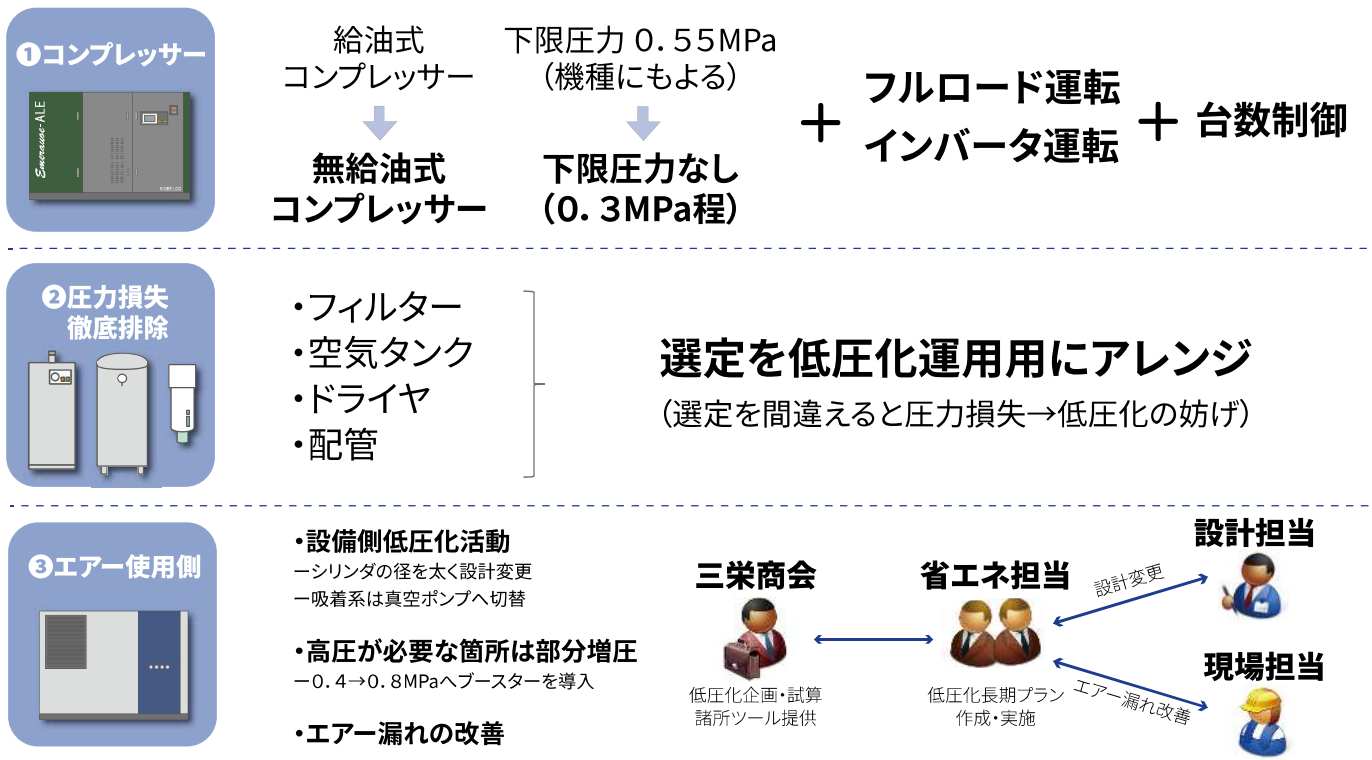 ❶コンプレッサー
Emeraude-ALE
KOBELCO
給油式
コンプレッサー
無給油式
コンプレッサー
下限圧力 ０．５５MPa
（機種にもよる）
下限圧力なし
（０．３MPa程）
＋
フルロード運転
インバータ運転
＋
台数制御
❷圧力損失
徹底排除
・フィルター
・空気タンク
・ドライヤ
・配管
選定を低圧化運用用にアレンジ
（選定を間違えると圧力損失→低圧化の妨げ）
❸エアー使用側
・設備側低圧化活動
ーシリンダの径を太く設計変更
ー吸着系は真空ポンプへ切替
・高圧が必要な箇所は部分増圧
ー０．４→０．８MPaへブースターを導入
・エアー漏れの改善
三栄商会
低圧化企画・試算
諸所ツール提供
省エネ担当
低圧化長期プラン
作成・実施
設計変更
エアー漏れ改善
設計担当
現場担当